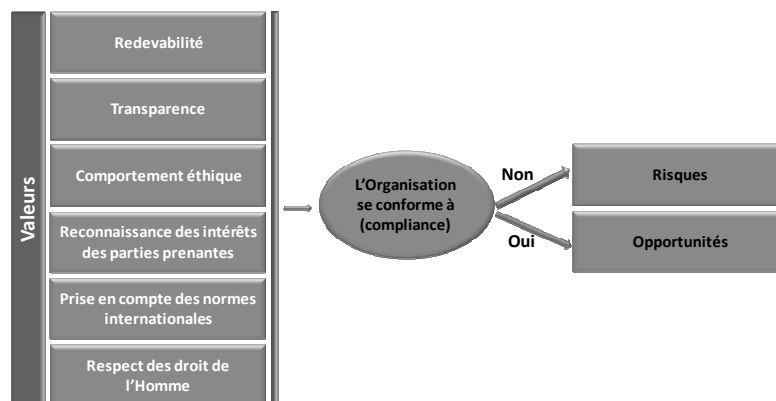 Valeurs
Redevabilité
Transparence
Comportement éthique
Reconnaissance des intérêts
des parties prenantes
Prise en compte des normes
internationales
Respect des droit de
l'Homme
L'Organisation
se conforme à
(compliance)
Non
Oui
Risques
Opportunités